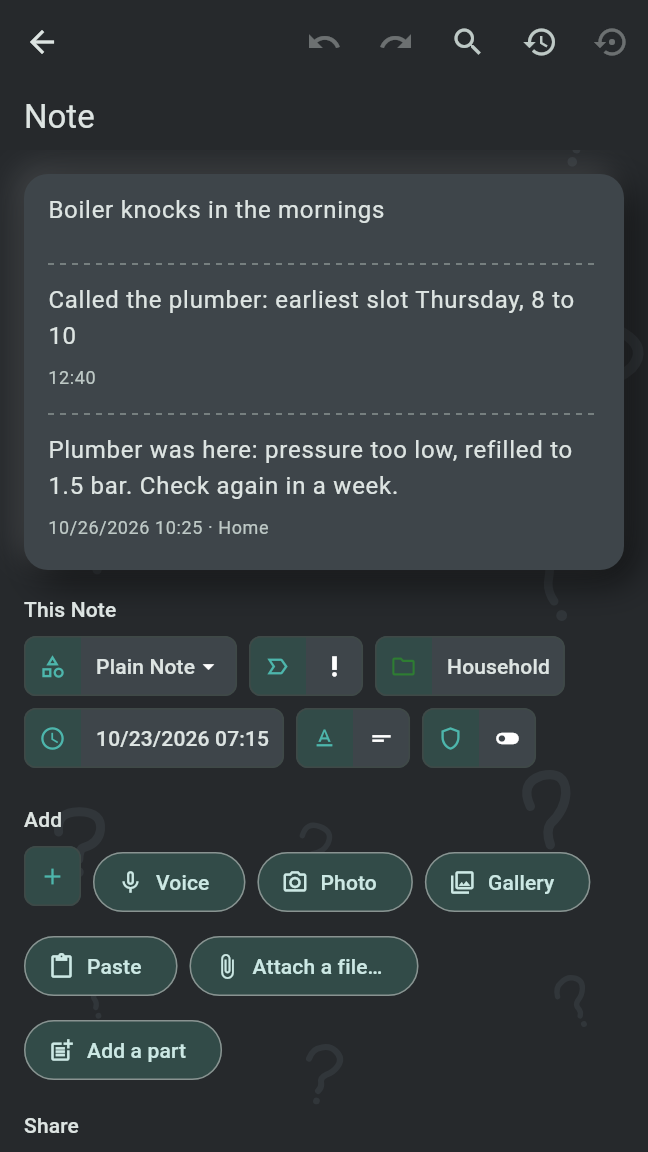 Note
Boiler knocks in the mornings
Called the plumber: earliest slot Thursday, 8 to
10
12:40
Plumber was here: pressure too low, refilled to
1.5 bar. Check again in a week.
10/26/2026 10:25 · Home
This Note
Plain Note
!
Household
10/23/2026 07:15
A
Add
Voice
Photo
Gallery
Paste
Attach a file…
Add a part
Share